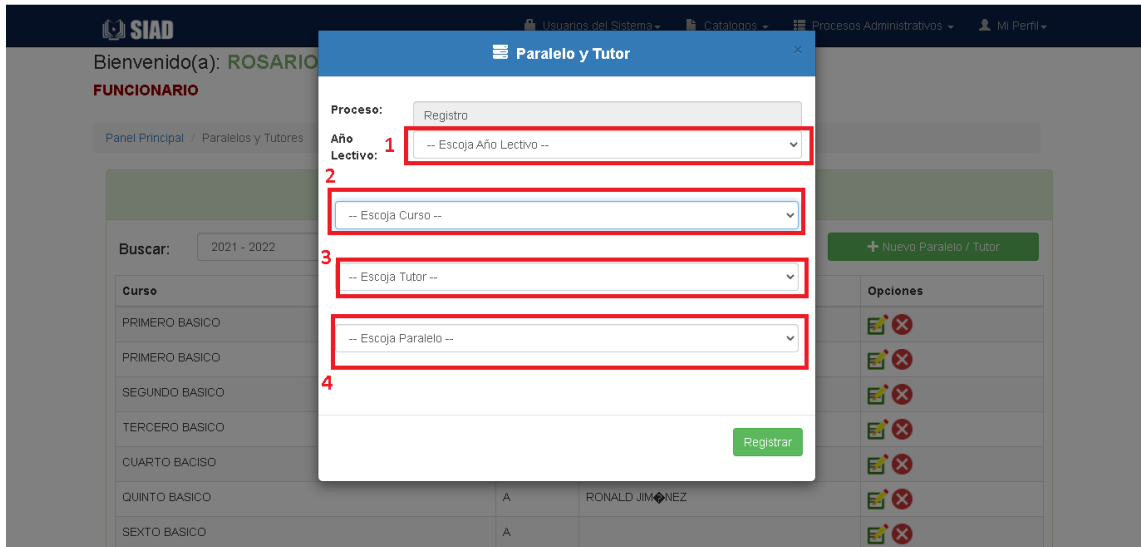 SIAD
Usuarios del Sistema
Catalogos
Procesos Administrativos
Mi Perfil
Bienvenido(a): ROSARIO
FUNCIONARIO
Panel Principal / Paralelos y Tutores
Paralelo y Tutor
×
Proceso: Registro
Año Lectivo: 1 -- Escoja Año Lectivo --
2
-- Escoja Curso --
3
-- Escoja Tutor --
-- Escoja Paralelo --
4
Registrar
Buscar: 2021 - 2022
+ Nuevo Paralelo / Tutor
Curso Opciones
PRIMERO BASICO
PRIMERO BASICO
SEGUNDO BASICO
TERCERO BASICO
CUARTO BACISO
QUINTO BASICO A RONALD JIM�NEZ
SEXTO BASICO A